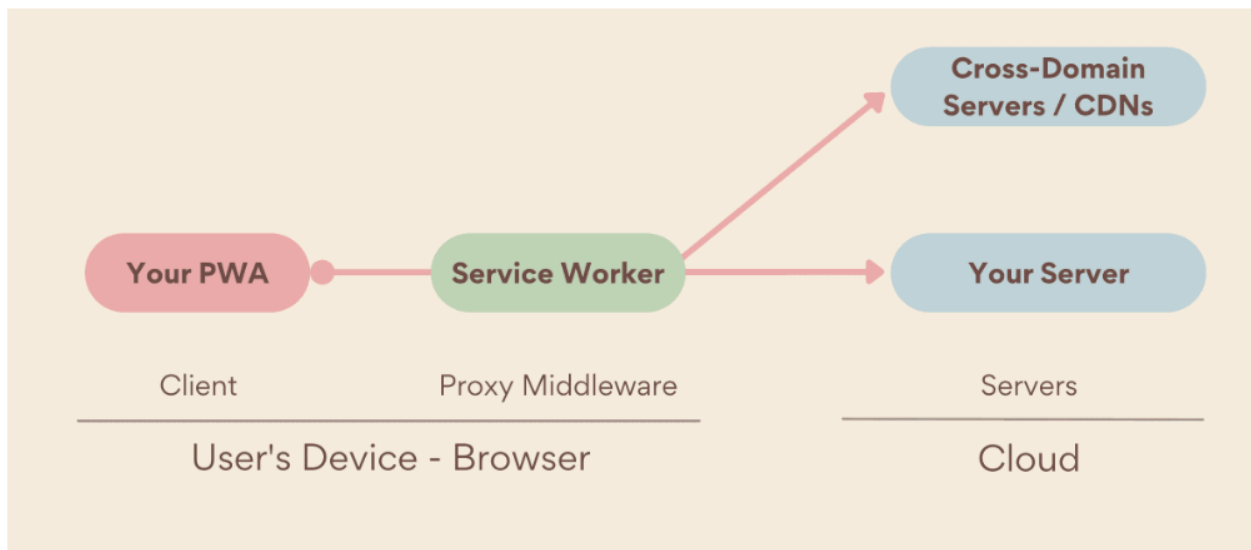 Cross-Domain
Servers / CDNs
Your PWA
Service Worker
Your Server
Client
Proxy Middleware
Servers
User's Device - Browser
Cloud